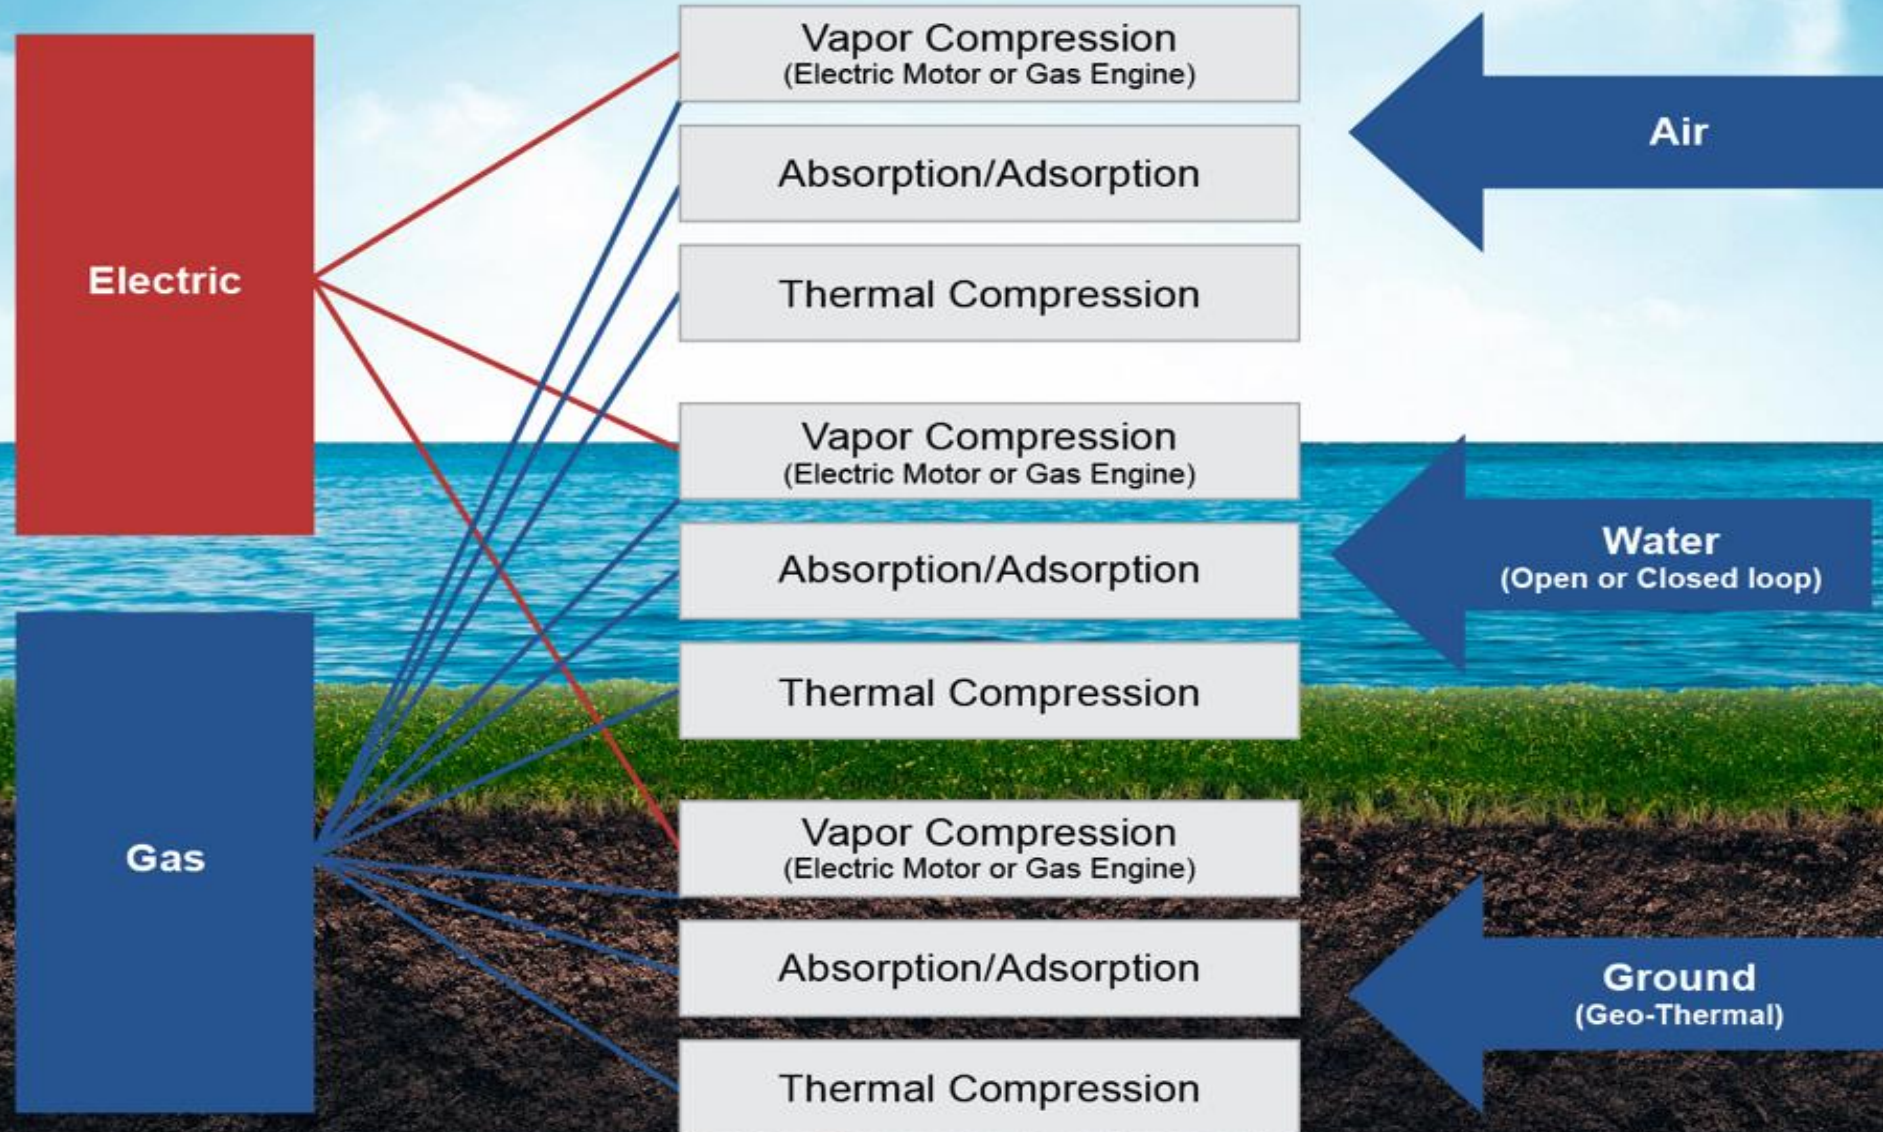 Electric
Gas
Vapor Compression
(Electric Motor or Gas Engine)
Absorption/Adsorption
Thermal Compression
Vapor Compression
(Electric Motor or Gas Engine)
Absorption/Adsorption
Thermal Compression
Vapor Compression
(Electric Motor or Gas Engine)
Absorption/Adsorption
Thermal Compression
Air
Water
(Open or Closed loop)
Ground
(Geo-Thermal)